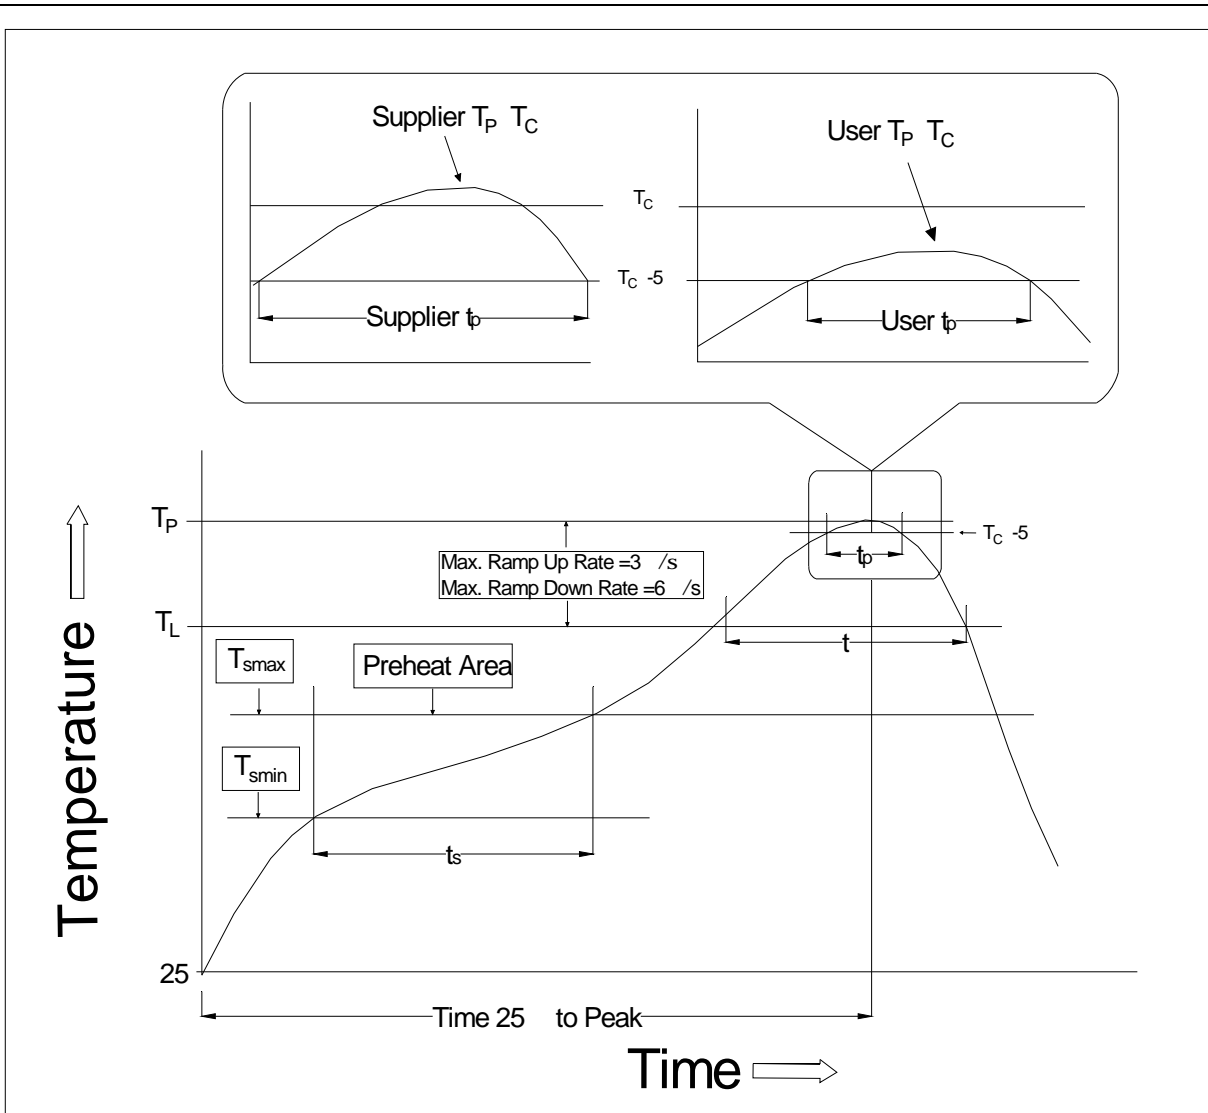 Supplier TP TC
User TP TC
TC
TC -5
Supplier tp
User tp
TP
TC -5
tp
Max. Ramp Up Rate =3 /s
Max. Ramp Down Rate =6 /s
TL
t
Tsmax
Preheat Area
Tsmin
ts
Temperature
25
Time 25 to Peak
Time